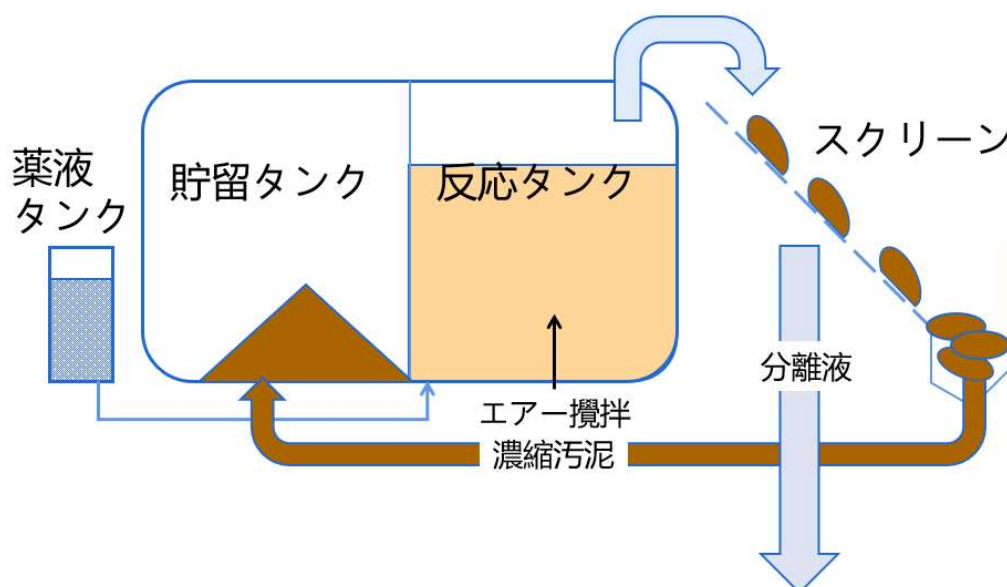 薬液
タンク
貯留タンク
反応タンク
スクリーン
エアー攪拌
濃縮汚泥
分離液